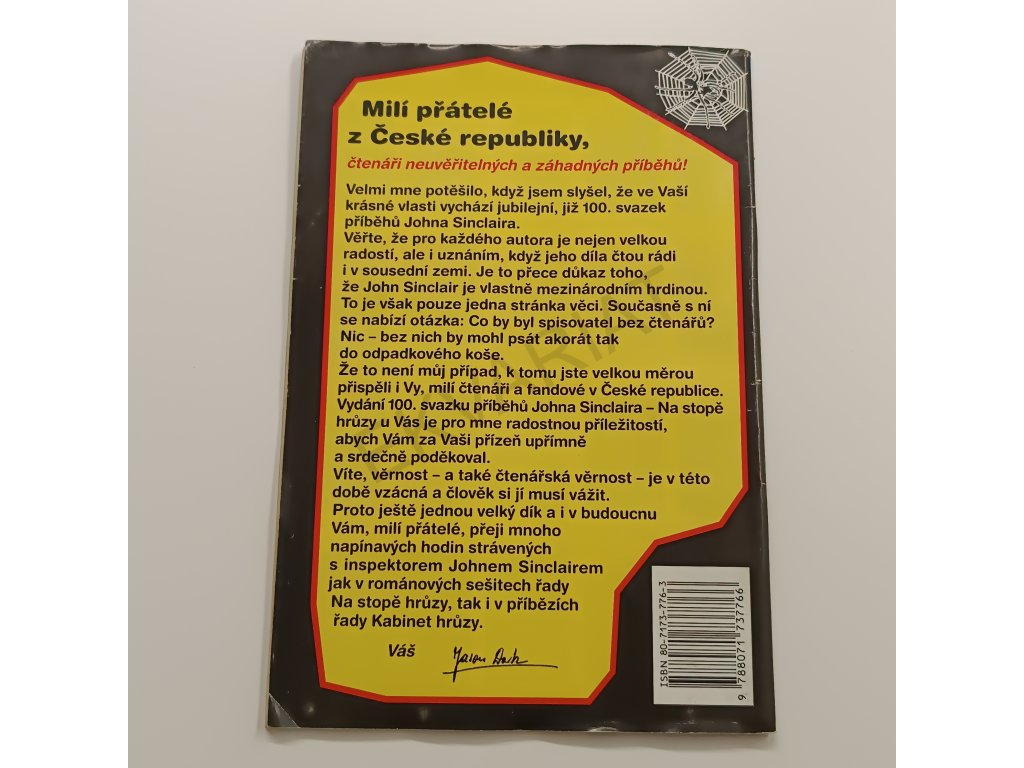 Milí přátelé
z České republiky,
čtenáři neuvěřitelných a záhadných příběhů!
Velmi mne potěšilo, když jsem slyšel, že ve Vaší
krásné vlasti vychází jubilejní, již 100. svazek
příběhů Johna Sinclaira.
Věřte, že pro každého autora je nejen velkou
radostí, ale i uznáním, když jeho díla čtou rádi
i v sousední zemi. Je to přece důkaz toho,
že John Sinclair je vlastně mezinárodním hrdinou.
To je však pouze jedna stránka věci. Současně s ní
se nabízí otázka: Co by byl spisovatel bez čtenářů?
Nic – bez nich by mohl psát akorát tak
do odpadkového koše.
Že to není můj případ, k tomu jste velkou měrou
přispěli i Vy, milí čtenáři a fandové v České republice.
Vydání 100. svazku příběhů Johna Sinclaira – Na stopě
hrůzy u Vás je pro mne radostnou příležitostí,
abych Vám za Vaši přízeň upřímně
a srdečně poděkoval.
Víte, věrnost – a také čtenářská věrnost – je v této
době vzácná a člověk si jí musí vážit.
Proto ještě jednou velký dík a i v budoucnu
Vám, milí přátelé, přeji mnoho
napínavých hodin strávených
s inspektorem Johnem Sinclairem
jak v románových sešitech řady
Na stopě hrůzy, tak i v příbězích
řady Kabinet hrůzy.
Váš Jason Dark
ISBN 80-7173-776-3
9 788071 737766